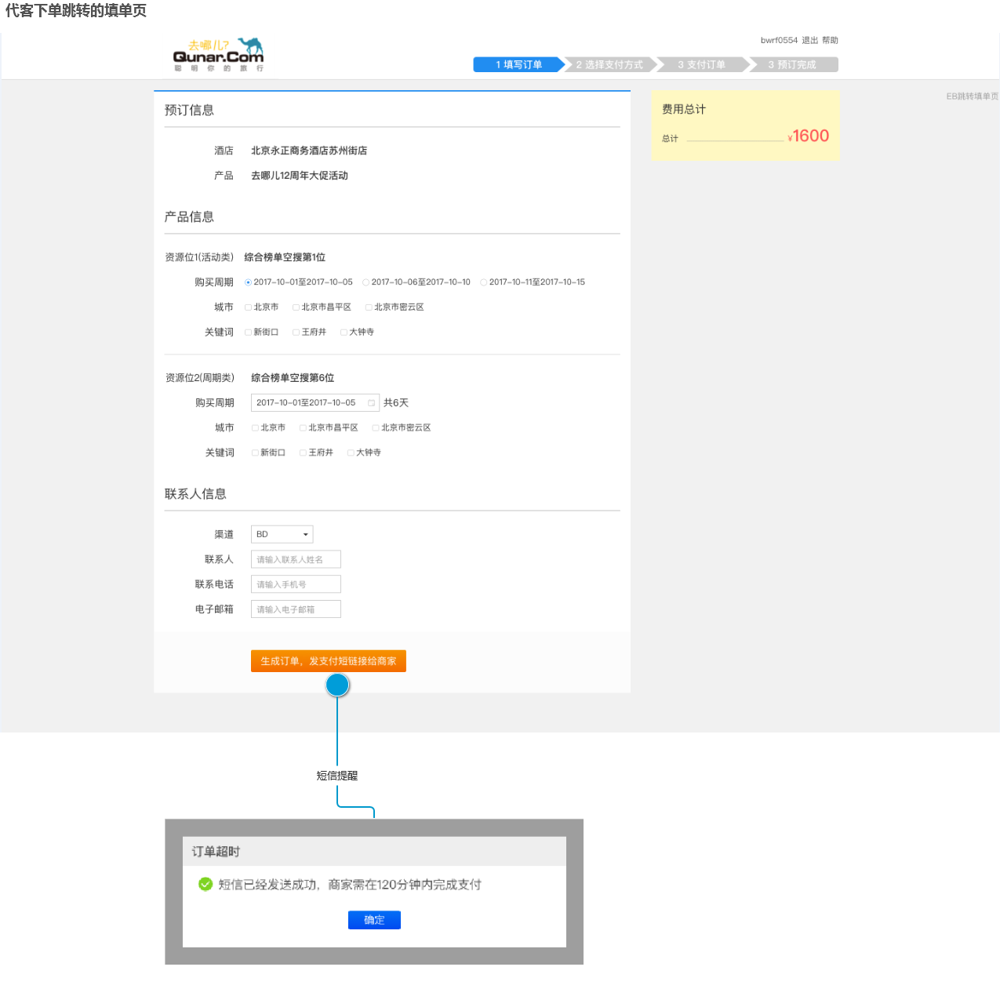 代客下单跳转的填单页
去哪儿?
Qunar.Com
聪明你的旅行
bwrf0554 退出 帮助
1 填写订单 2 选择支付方式 3 支付订单 3 预订完成
EB跳转填单页
预订信息
酒店 北京永正商务酒店苏州街店
产品 去哪儿12周年大促活动
费用总计
总计 ¥1600
产品信息
资源位1(活动类) 综合榜单空搜第1位
购买周期 2017-10-01至2017-10-05 2017-10-06至2017-10-10 2017-10-11至2017-10-15
城市 北京市 北京市昌平区 北京市密云区
关键词 新街口 王府井 大钟寺
资源位2(周期类) 综合榜单空搜第6位
购买周期 2017-10-01至2017-10-05 共6天
城市 北京市 北京市昌平区 北京市密云区
关键词 新街口 王府井 大钟寺
联系人信息
渠道 BD
联系人 请输入联系人姓名
联系电话 请输入手机号
电子邮箱 请输入电子邮箱
生成订单，发支付短链接给商家
短信提醒
订单超时
短信已经发送成功，商家需在120分钟内完成支付
确定